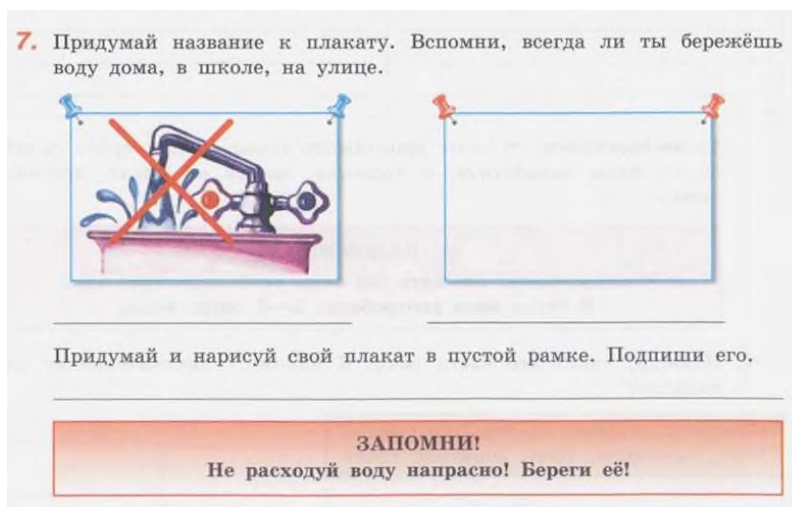 7. Придумай название к плакату. Вспомни, всегда ли ты бережёшь
воду дома, в школе, на улице.
Придумай и нарисуй свой плакат в пустой рамке. Подпиши его.
ЗАПОМНИ!
Не расходуй воду напрасно! Береги её!